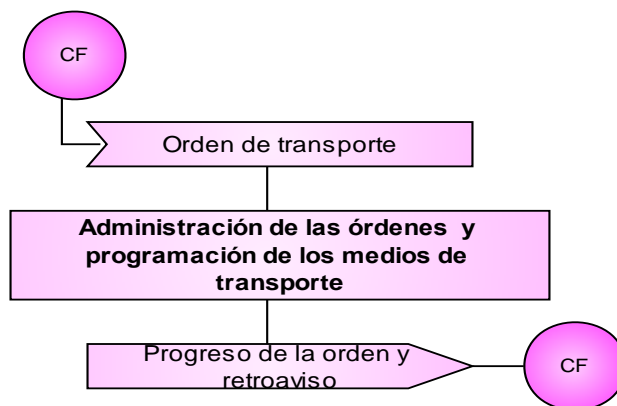 CF
Orden de transporte
Administración de las órdenes y
programación de los medios de
transporte
Progreso de la orden y
retroaviso
CF